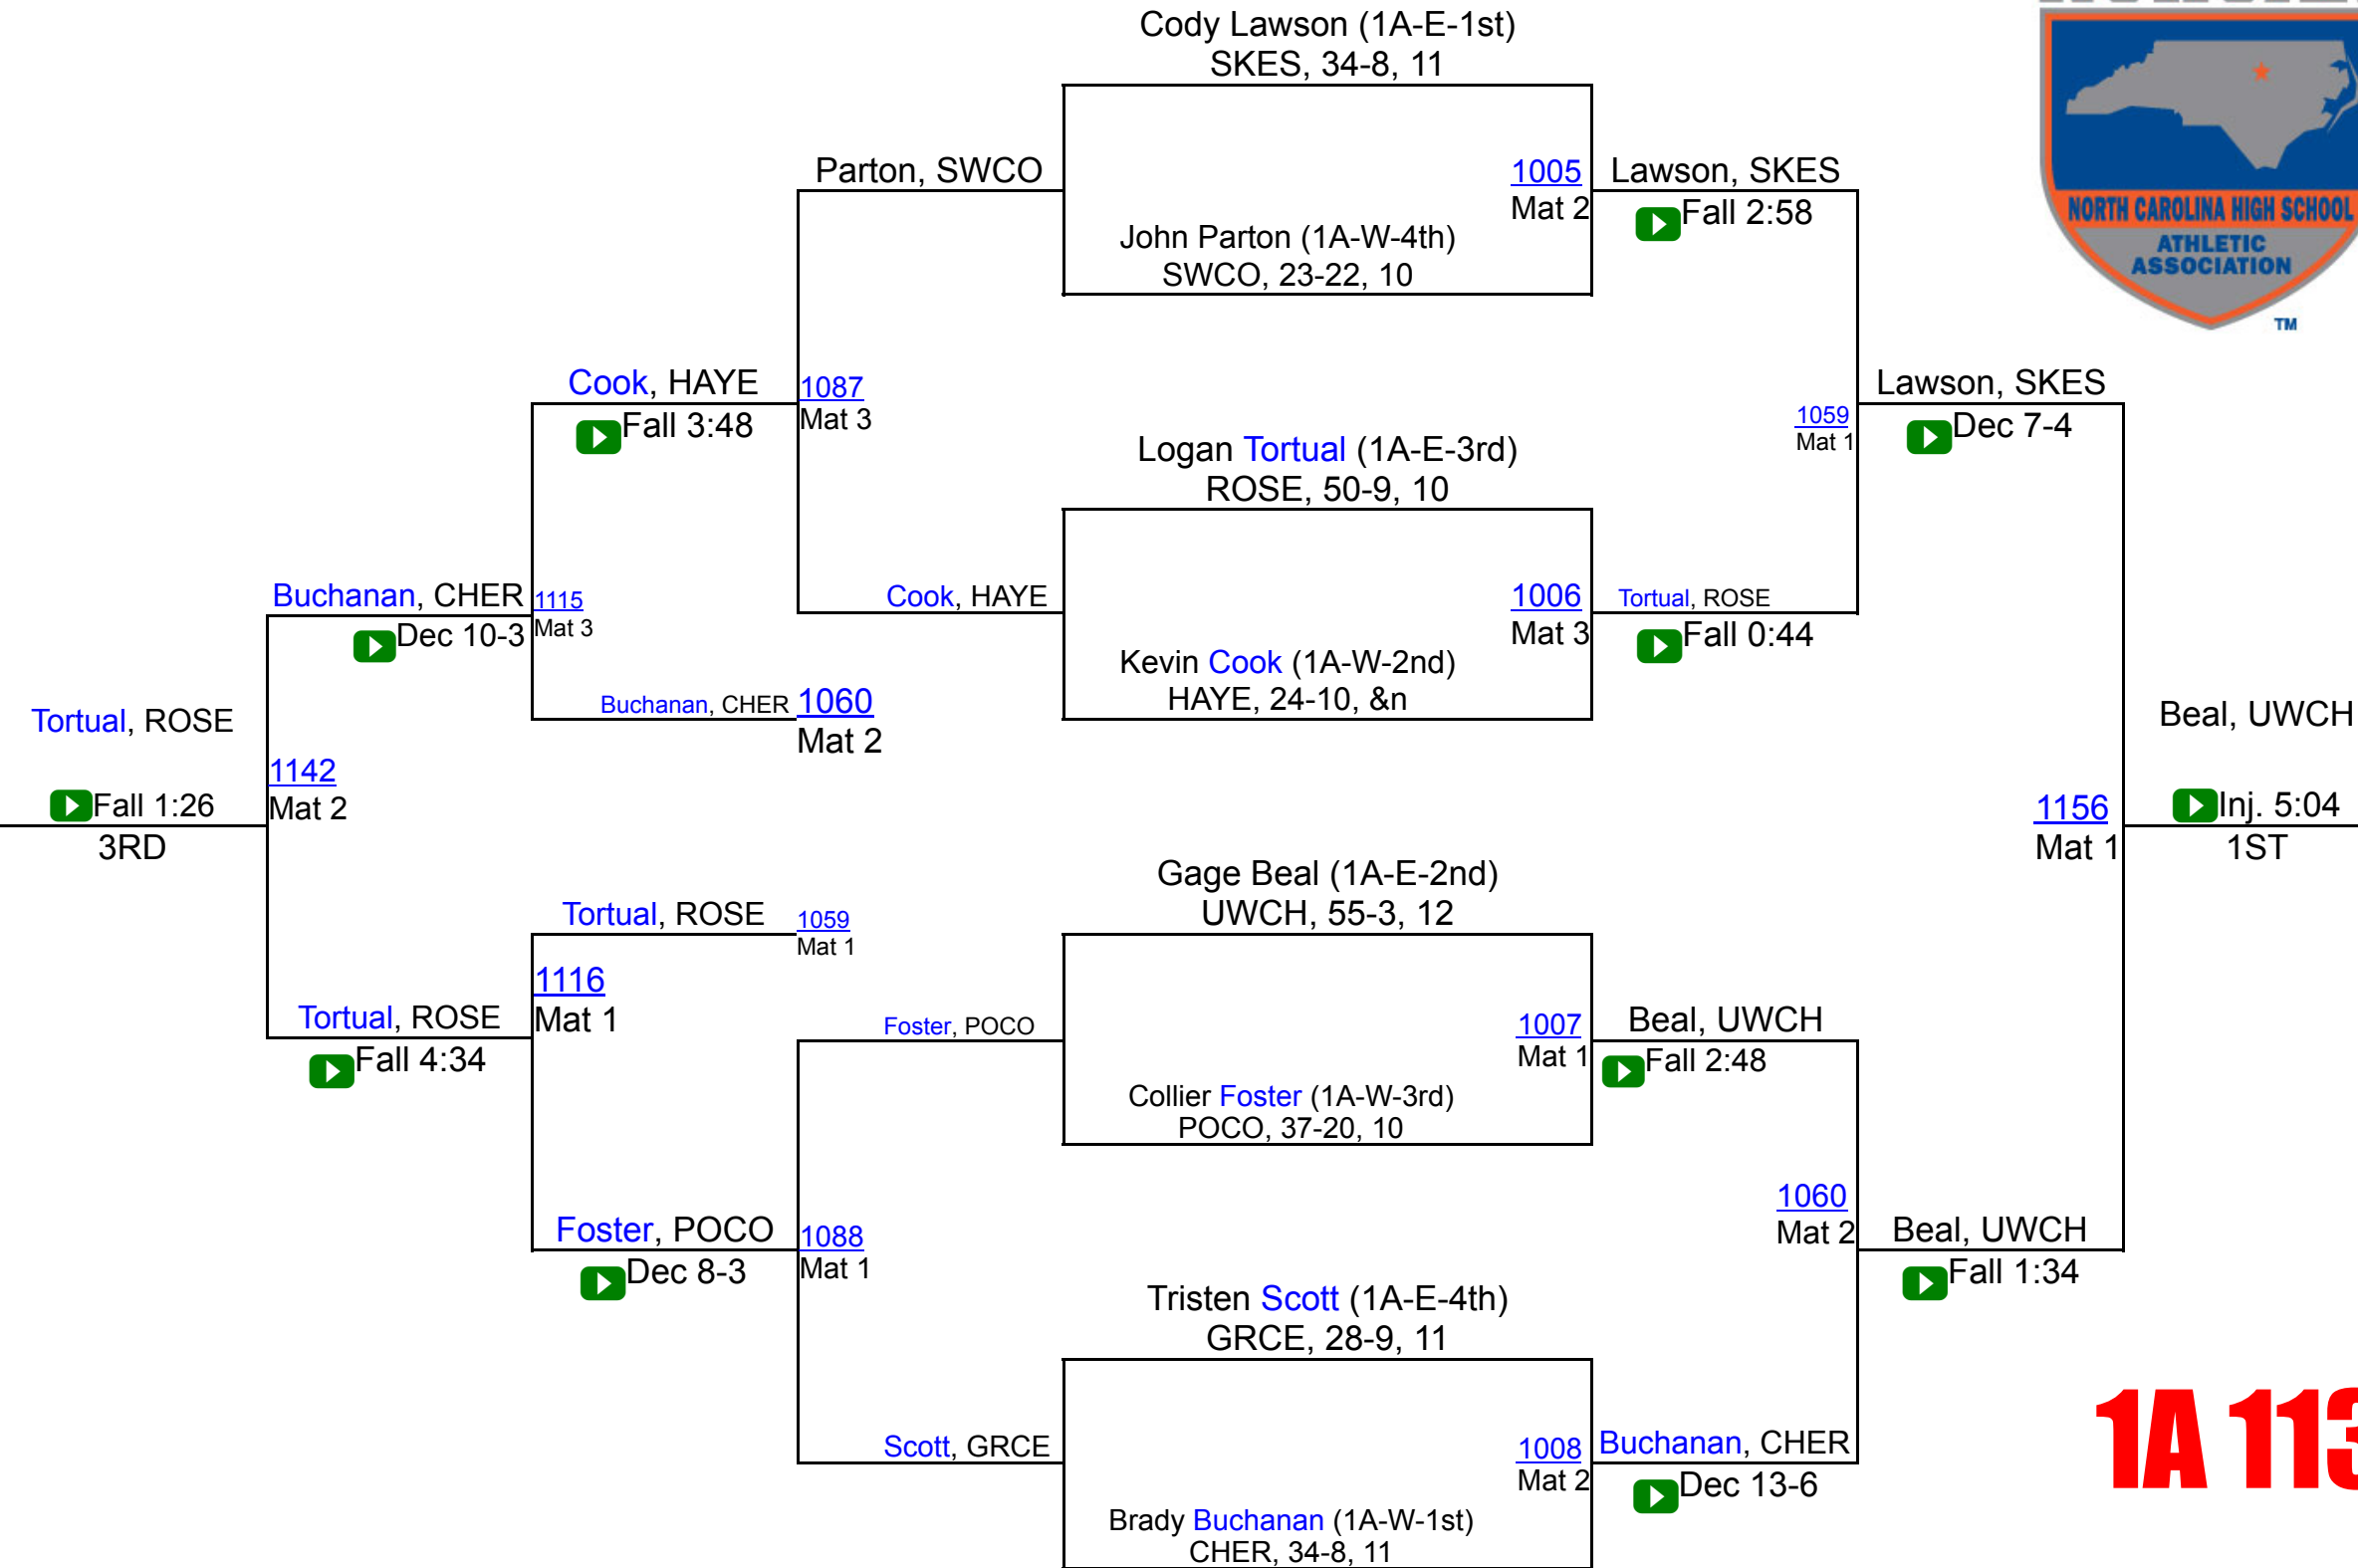 Cody Lawson (1A-E-1st)
SKES, 34-8, 11
Parton, SWCO
1005
Mat 2
Lawson, SKES
Fall 2:58
John Parton (1A-W-4th)
SWCO, 23-22, 10
NORTH CAROLINA HIGH SCHOOL
ATHLETIC
ASSOCIATION
TM
Cook, HAYE
Fall 3:48
1087
Mat 3
Lawson, SKES
Dec 7-4
1059
Mat 1
Logan Tortual (1A-E-3rd)
ROSE, 50-9, 10
Buchanan, CHER
Dec 10-3
1115
Mat 3
Cook, HAYE
1006
Mat 3
Tortual, ROSE
Fall 0:44
Kevin Cook (1A-W-2nd)
HAYE, 24-10, &n
Buchanan, CHER
1060
Mat 2
Tortual, ROSE
Fall 1:26
3RD
1142
Mat 2
Beal, UWCH
Inj. 5:04
1ST
1156
Mat 1
Gage Beal (1A-E-2nd)
UWCH, 55-3, 12
Tortual, ROSE
1059
Mat 1
1116
Mat 1
Tortual, ROSE
Fall 4:34
Foster, POCO
1007
Mat 1
Beal, UWCH
Fall 2:48
Collier Foster (1A-W-3rd)
POCO, 37-20, 10
1060
Mat 2
Beal, UWCH
Fall 1:34
Foster, POCO
Dec 8-3
1088
Mat 1
Tristen Scott (1A-E-4th)
GRCE, 28-9, 11
Scott, GRCE
1008
Mat 2
Buchanan, CHER
Dec 13-6
Brady Buchanan (1A-W-1st)
CHER, 34-8, 11
1A 113